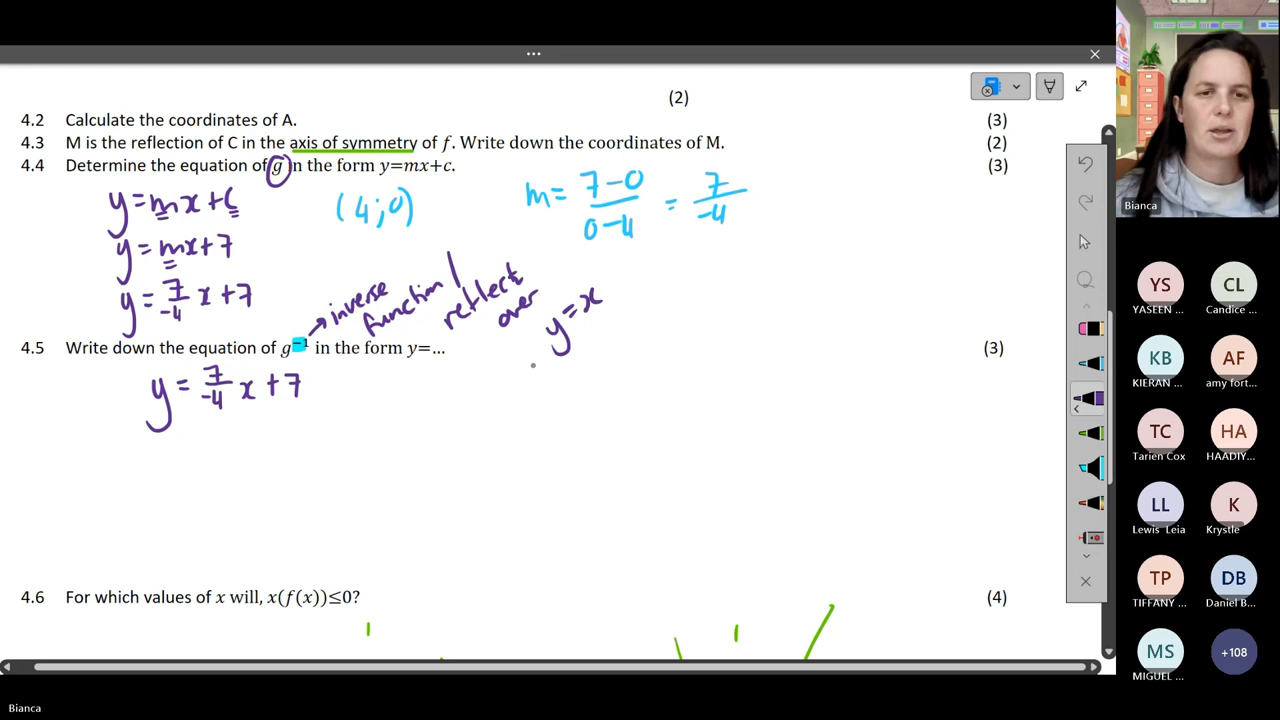 (2)
4.2 Calculate the coordinates of A. (3)
4.3 M is the reflection of C in the axis of symmetry of f. Write down the coordinates of M. (2)
4.4 Determine the equation of g in the form y=mx+c. (3)
y = mx + c
(4;0)
m = 7-0/0-4 = 7/-4
y = mx + 7
y = 7/-4 x + 7
→ inverse function
reflect over y = x
4.5 Write down the equation of g⁻¹ in the form y=... (3)
y = 7/-4 x + 7
4.6 For which values of x will, x(f(x))≤0? (4)
Bianca
YS
YASEEN ...
CL
Candice ...
KB
KIERAN ...
AF
amy fort...
TC
Tarien Cox
HA
HAADIY...
LL
Lewis Leia
K
Krystle
TP
TIFFANY ...
DB
Daniel B...
MS
MIGUEL ...
+108
Bianca